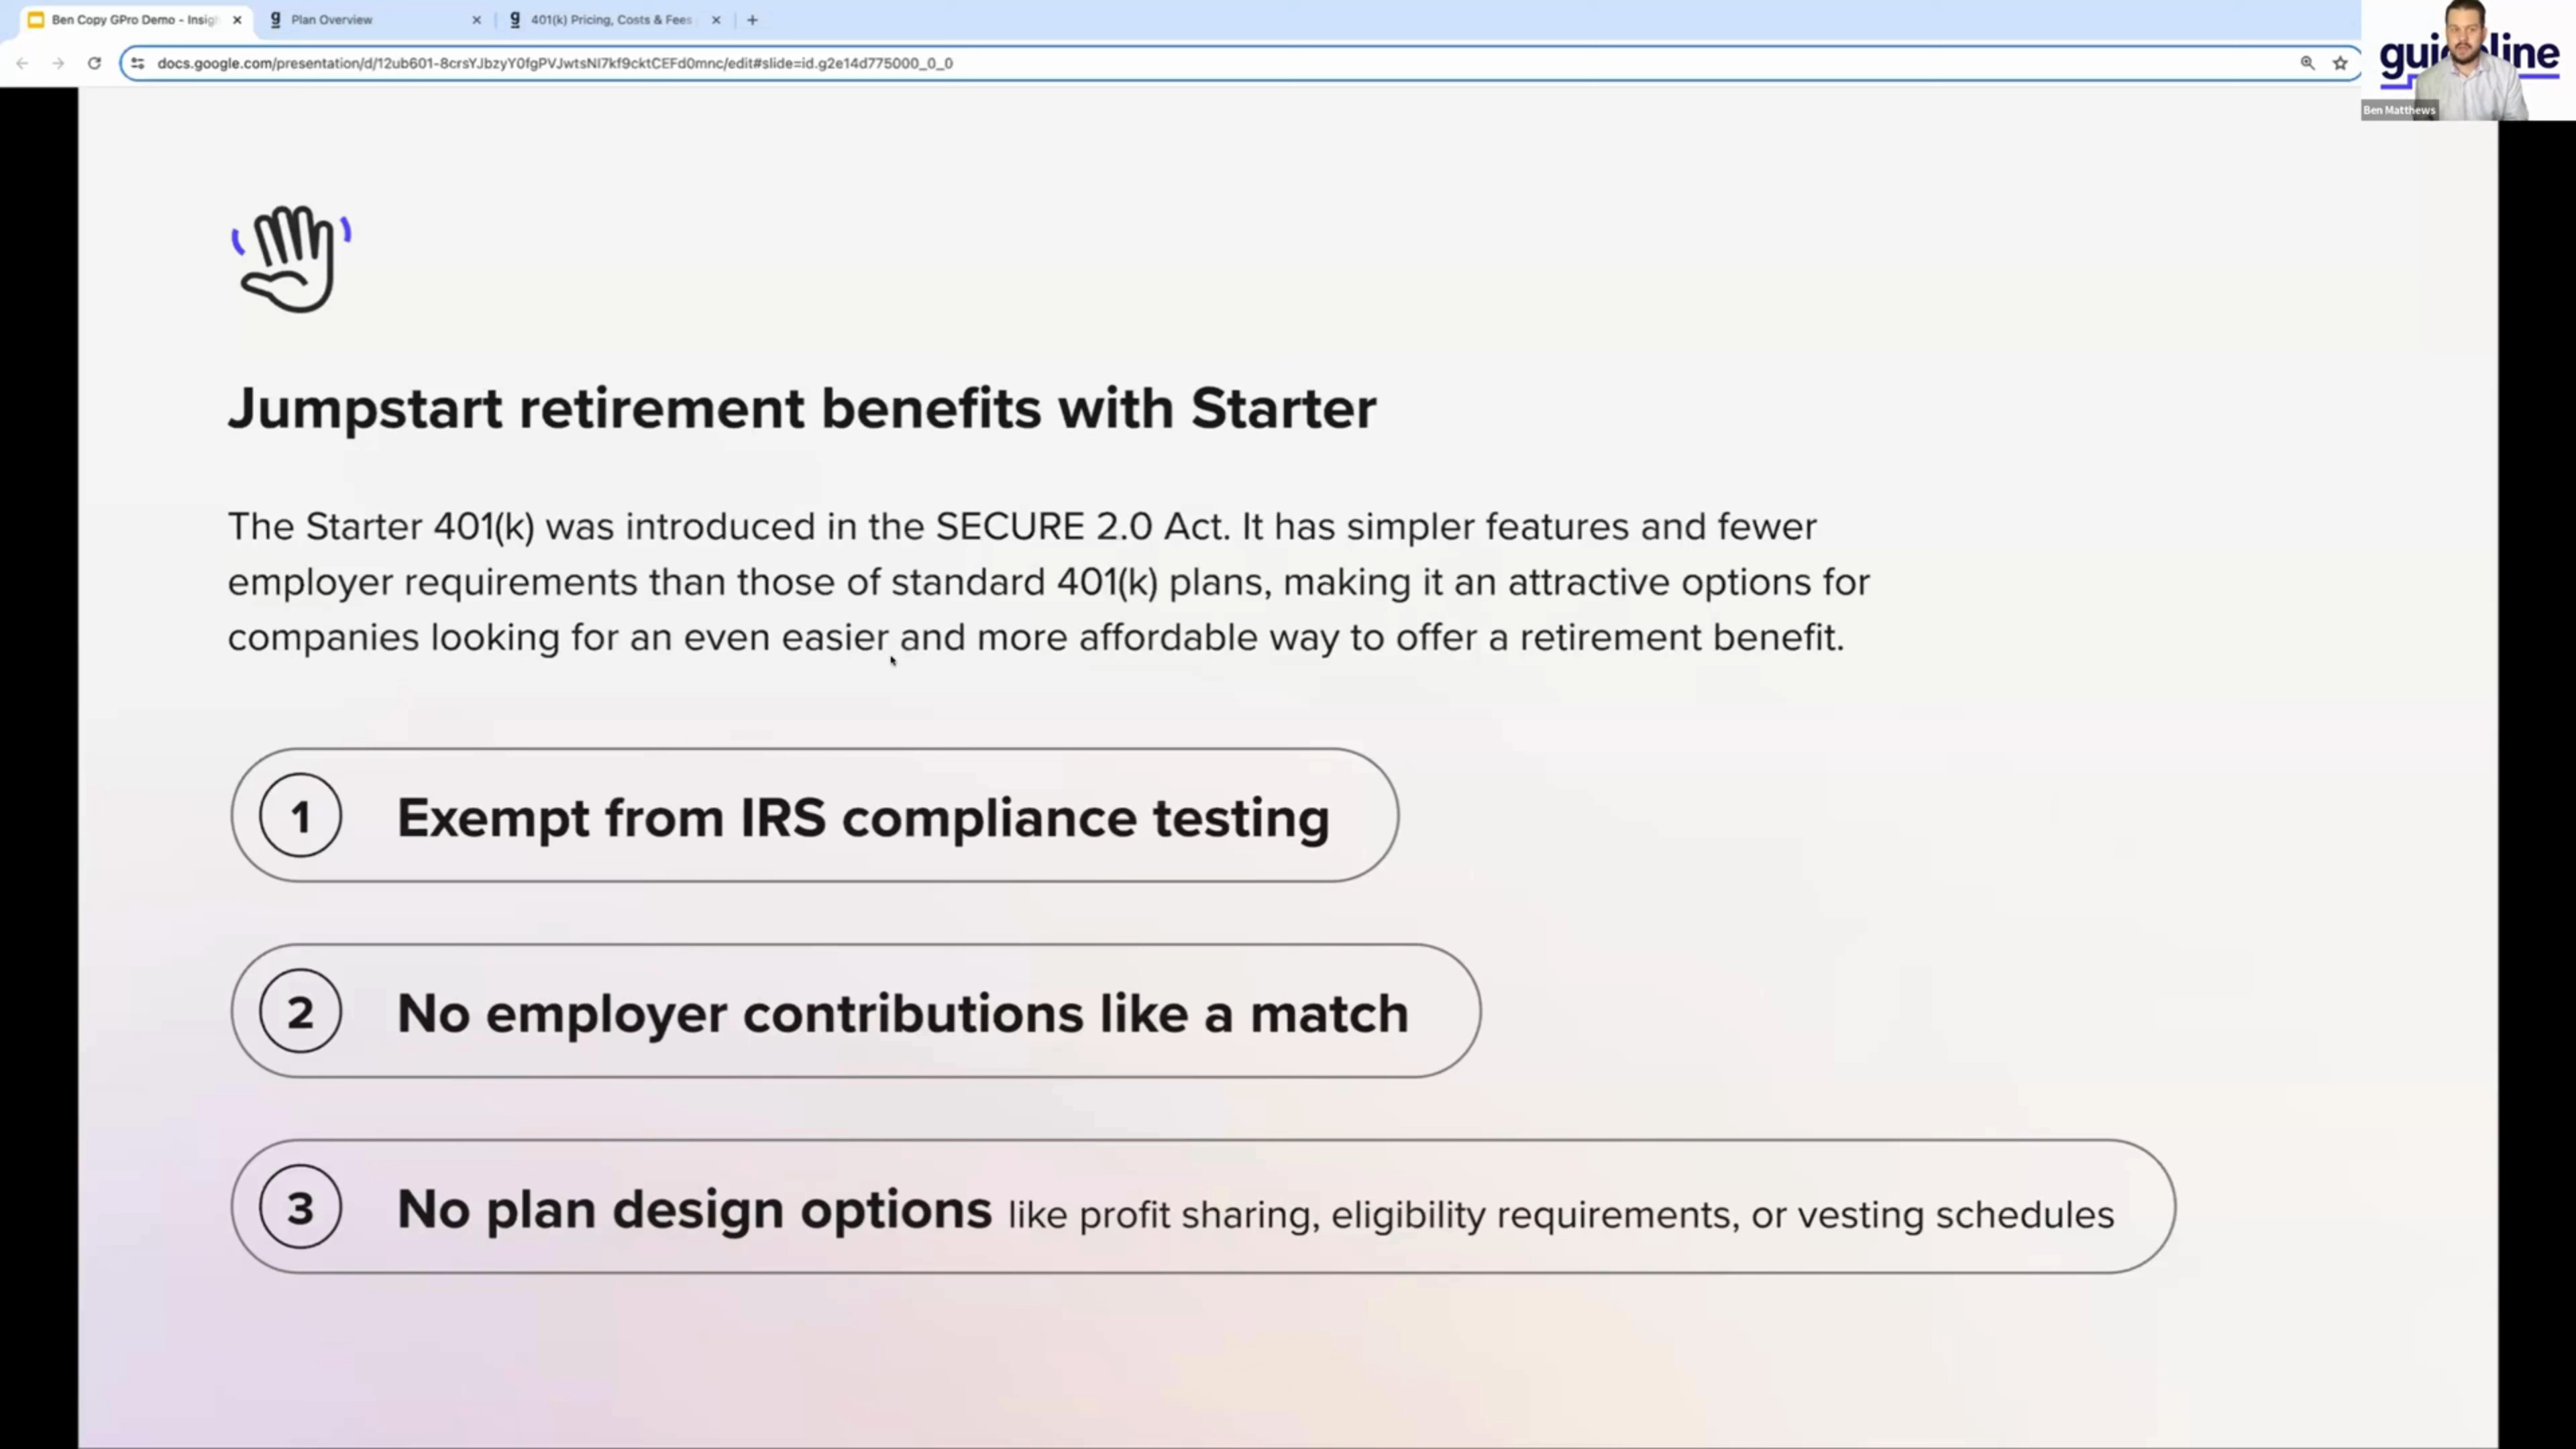 Ben Copy GPro Demo - Insigh
Plan Overview
401(k) Pricing, Costs & Fees
docs.google.com/presentation/d/12ub601-8crsYJbzyY0fgPVJwtsNl7kf9cktCEFd0mnc/edit#slide=id.g2e14d775000_0_0
Ben Matthews
Jumpstart retirement benefits with Starter
The Starter 401(k) was introduced in the SECURE 2.0 Act. It has simpler features and fewer
employer requirements than those of standard 401(k) plans, making it an attractive options for
companies looking for an even easier and more affordable way to offer a retirement benefit.
1 Exempt from IRS compliance testing
2 No employer contributions like a match
3 No plan design options like profit sharing, eligibility requirements, or vesting schedules